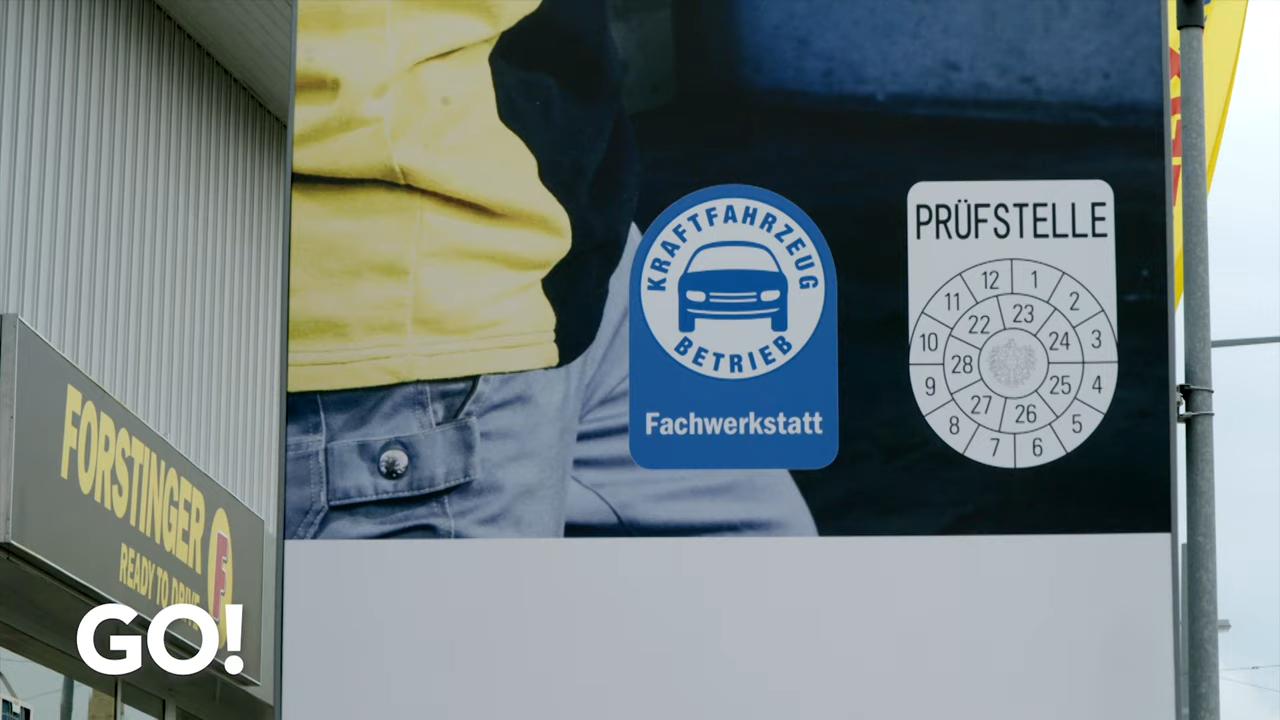 KRAFTFAHRZEUG
BETRIEB
Fachwerkstatt
PRÜFSTELLE
12 1
11 2
10 3
9 4
8 5
7 6
22 23
28 24
27 25
26
FORSTINGER
READY TO DRIVE
F
GO!